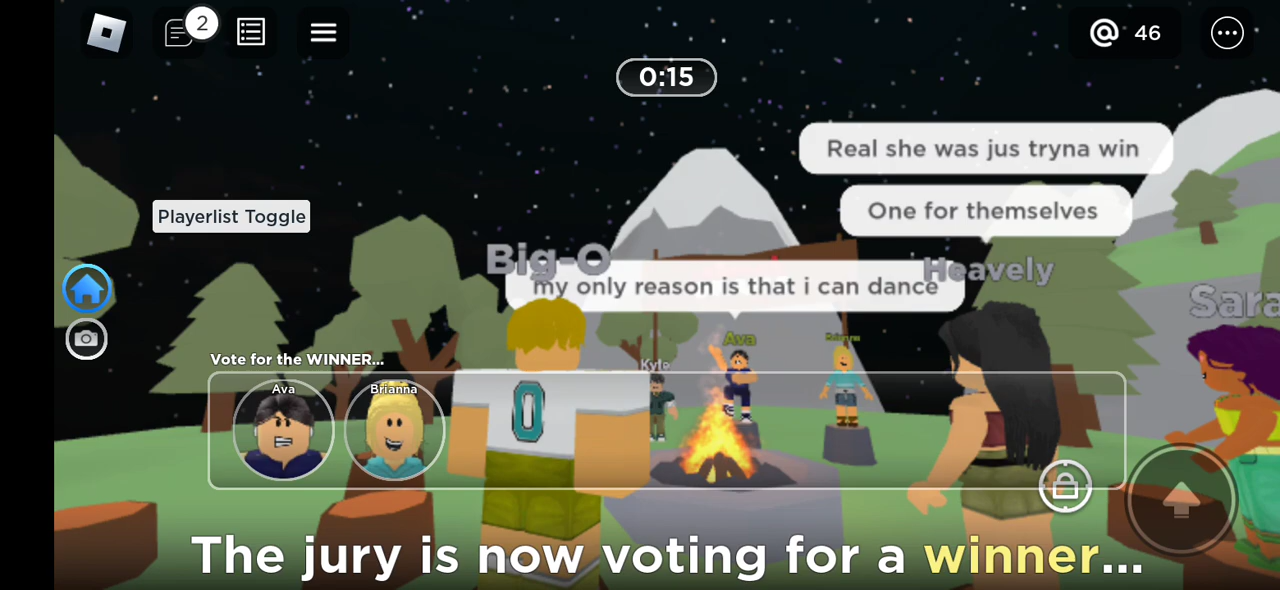 2
46
0:15
Real she was jus tryna win
Playerlist Toggle
One for themselves
Big-O
Heavely
my only reason is that i can dance
Sara
Ava
Brianna
Kyle
Vote for the WINNER...
Ava
Brianna
0
The jury is now voting for a winner...